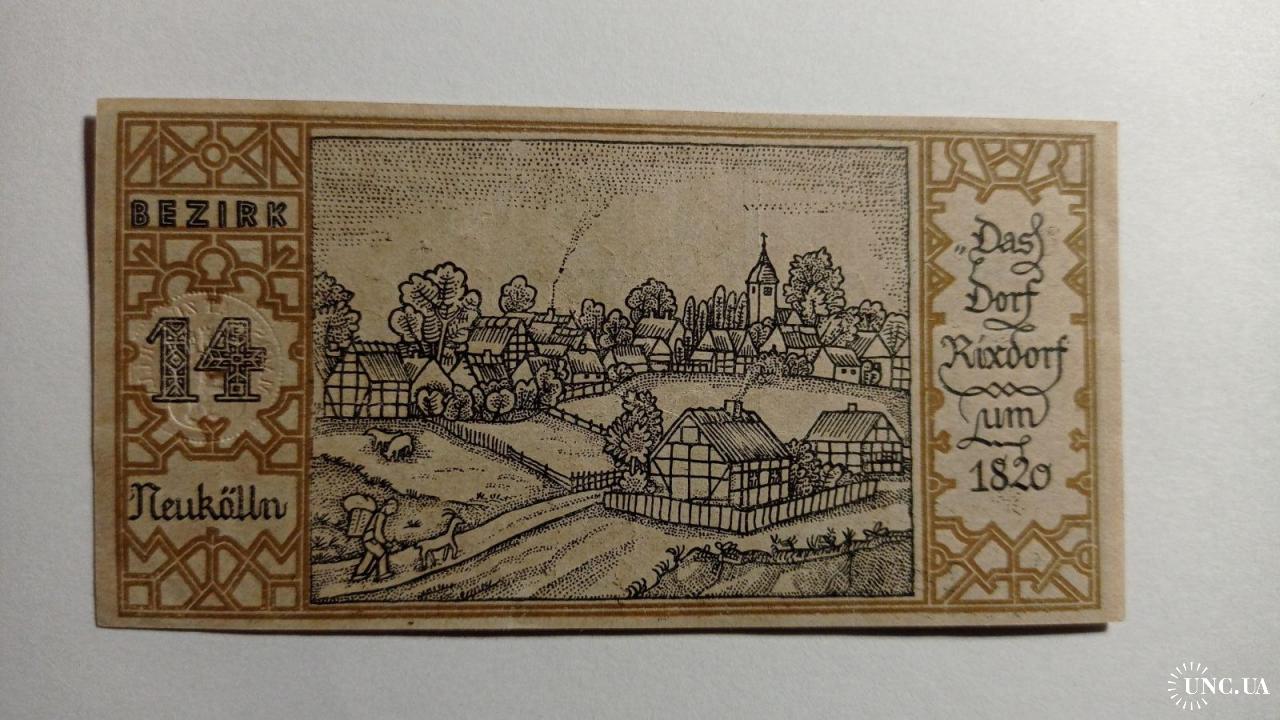 BEZIRK
14
Neukölln
„Das
Dorf
Rixdorf
um
1820
UNC.UA